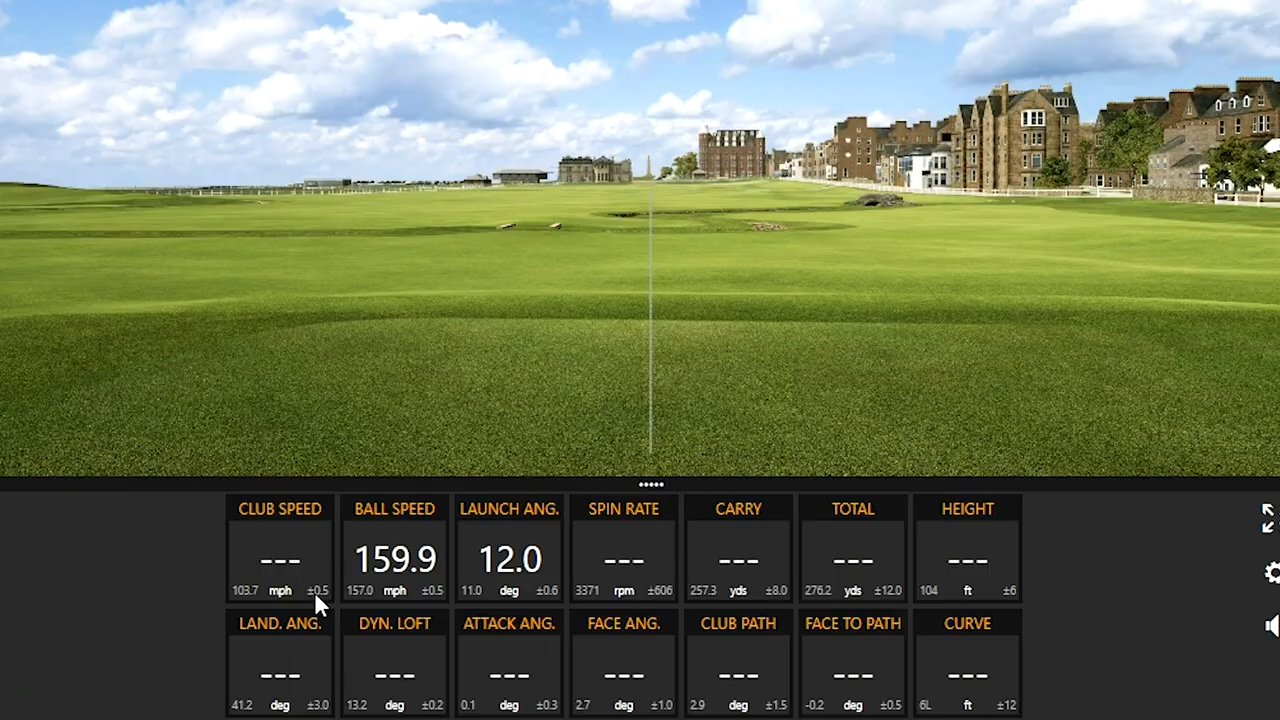 CLUB SPEED BALL SPEED LAUNCH ANG. SPIN RATE CARRY TOTAL HEIGHT
--- 159.9 12.0 --- --- --- ---
103.7 mph ±0.5 157.0 mph ±0.5 11.0 deg ±0.6 3371 rpm ±606 257.3 yds ±8.0 276.2 yds ±12.0 104 ft ±6
LAND. ANG. DYN. LOFT ATTACK ANG. FACE ANG. CLUB PATH FACE TO PATH CURVE
--- --- --- --- --- --- ---
41.2 deg ±3.0 13.2 deg ±0.2 0.1 deg ±0.3 2.7 deg ±1.0 2.9 deg ±1.5 -0.2 deg ±0.5 6L ft ±12